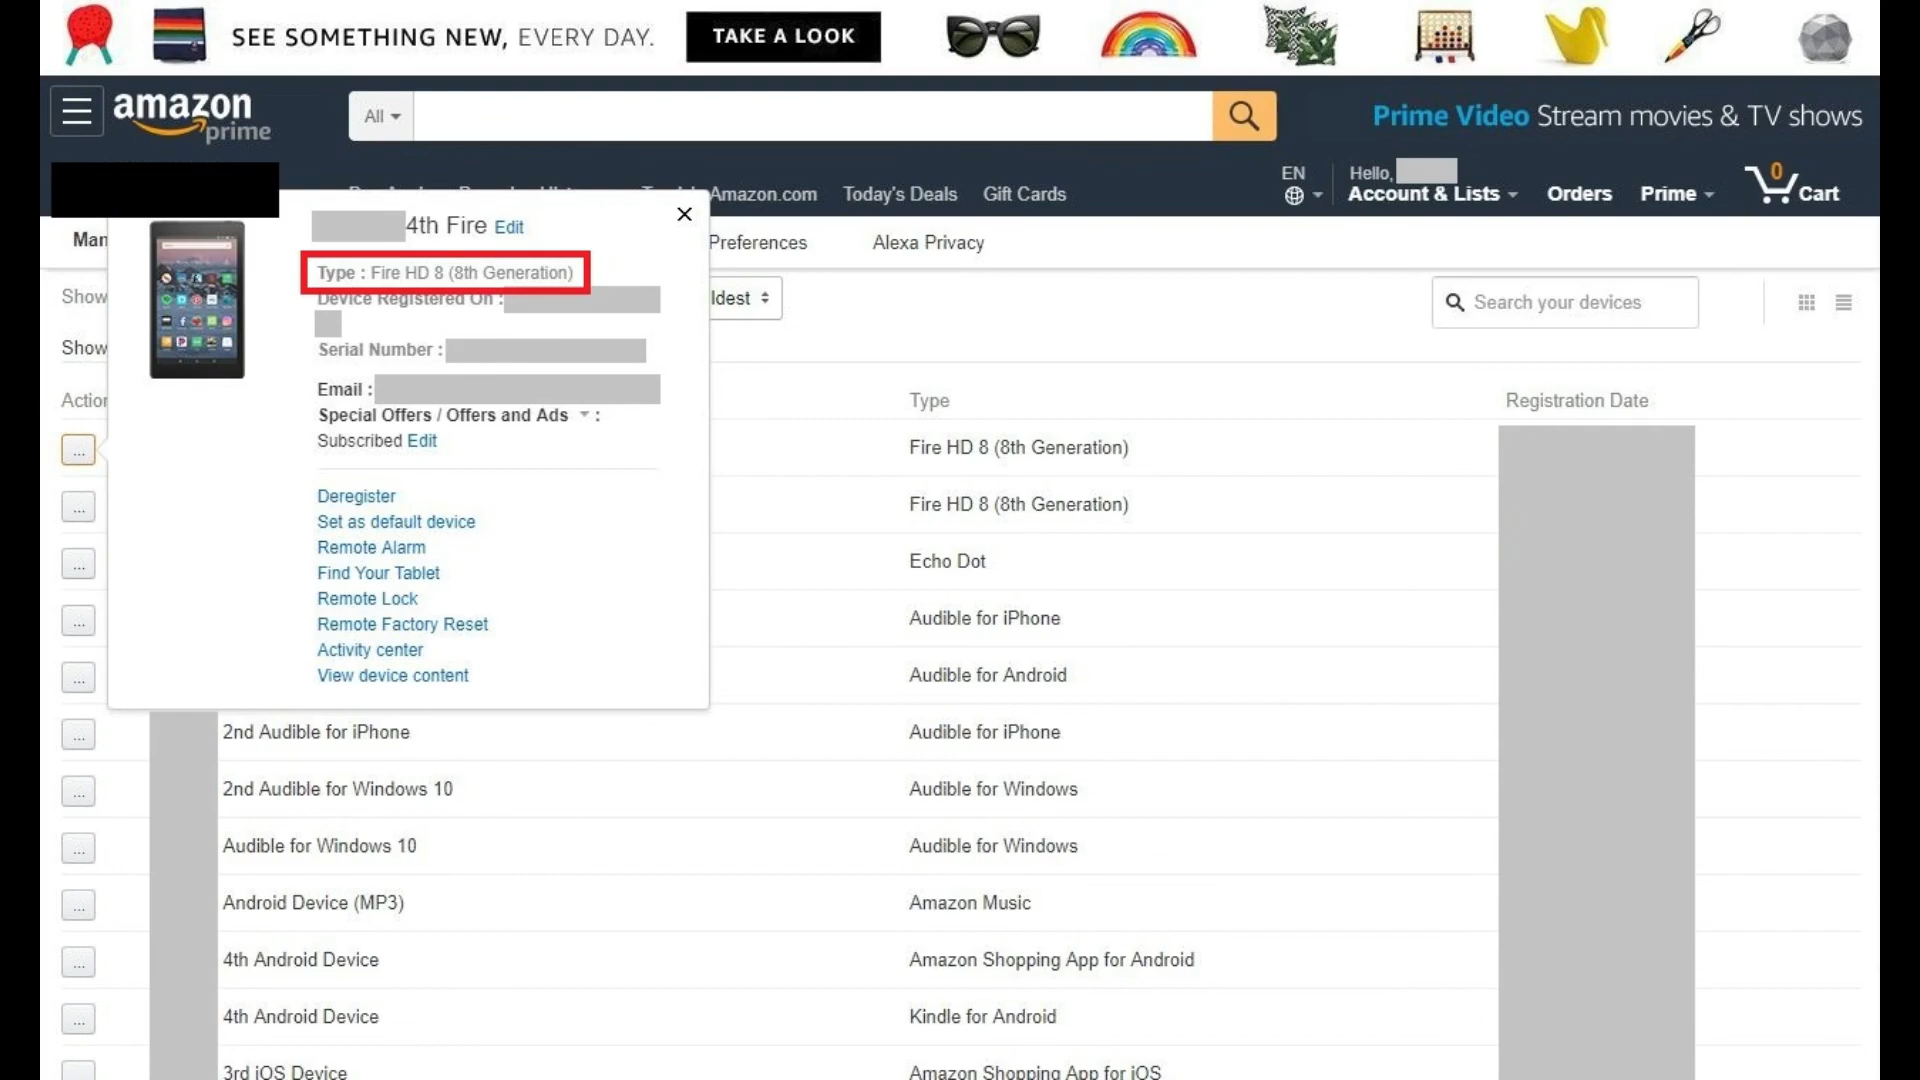 SEE SOMETHING NEW, EVERY DAY. TAKE A LOOK
amazon prime
All
Prime Video Stream movies & TV shows
Amazon.com Today's Deals Gift Cards
EN
Hello,
Account & Lists Orders Prime 0 Cart
Preferences Alexa Privacy
4th Fire Edit
Type : Fire HD 8 (8th Generation)
Device Registered On :
Serial Number :
Email :
Special Offers / Offers and Ads :
Subscribed Edit
Deregister
Set as default device
Remote Alarm
Find Your Tablet
Remote Lock
Remote Factory Reset
Activity center
View device content
Show
Search your devices
Show
Type Registration Date
... Fire HD 8 (8th Generation)
... Fire HD 8 (8th Generation)
... Echo Dot
... Audible for iPhone
... Audible for Android
... 2nd Audible for iPhone Audible for iPhone
... 2nd Audible for Windows 10 Audible for Windows
... Audible for Windows 10 Audible for Windows
... Android Device (MP3) Amazon Music
... 4th Android Device Amazon Shopping App for Android
... 4th Android Device Kindle for Android
3rd iOS Device Amazon Shopping App for iOS